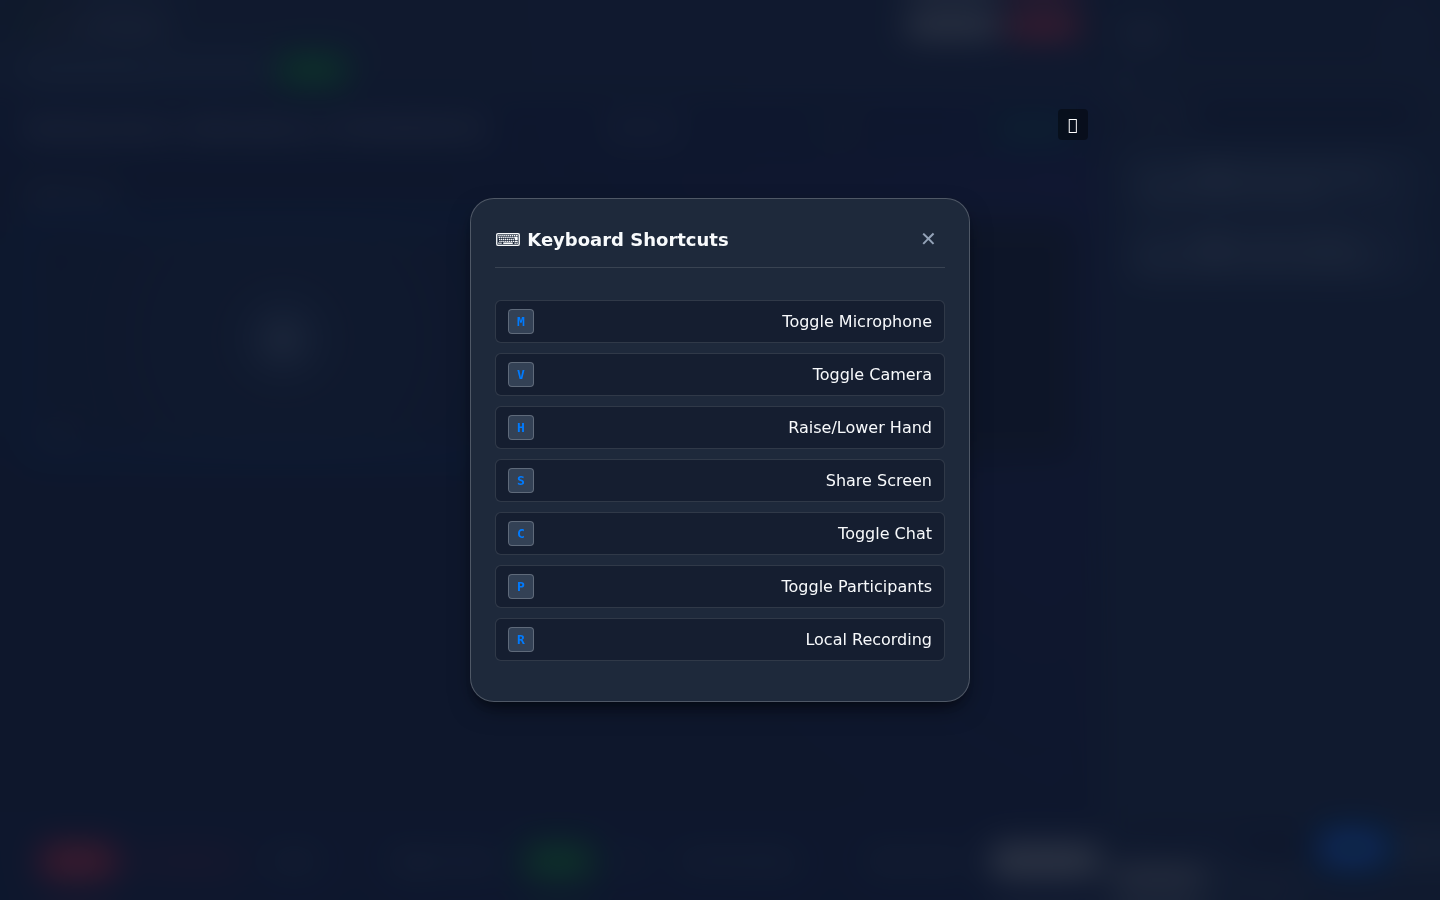 ⌨ Keyboard Shortcuts ✕
M Toggle Microphone
V Toggle Camera
H Raise/Lower Hand
S Share Screen
C Toggle Chat
P Toggle Participants
R Local Recording